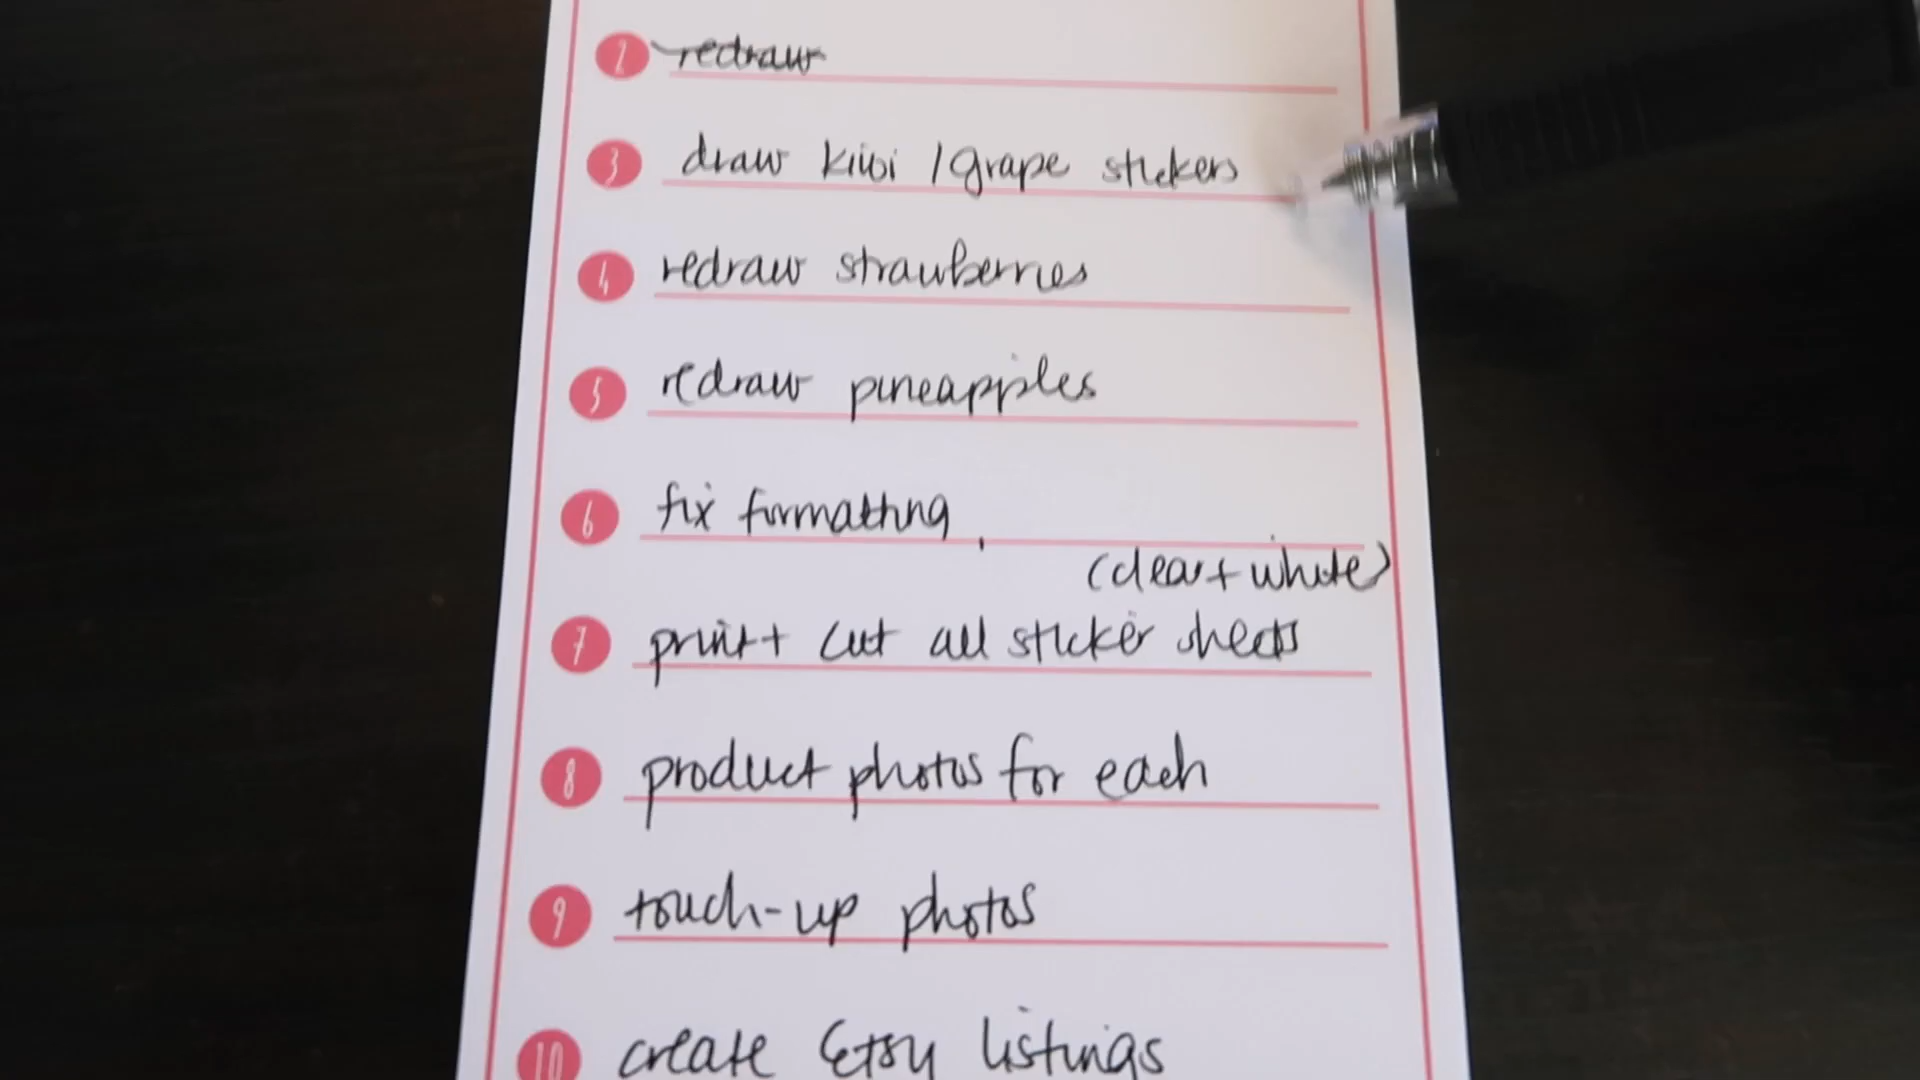 2 redraw
3 draw kiwi / grape stickers
4 redraw strawberries
5 redraw pineapples
6 fix formatting
(clear + white)
7 print + cut all sticker sheets
8 product photos for each
9 touch-up photos
10 create Etsy listings